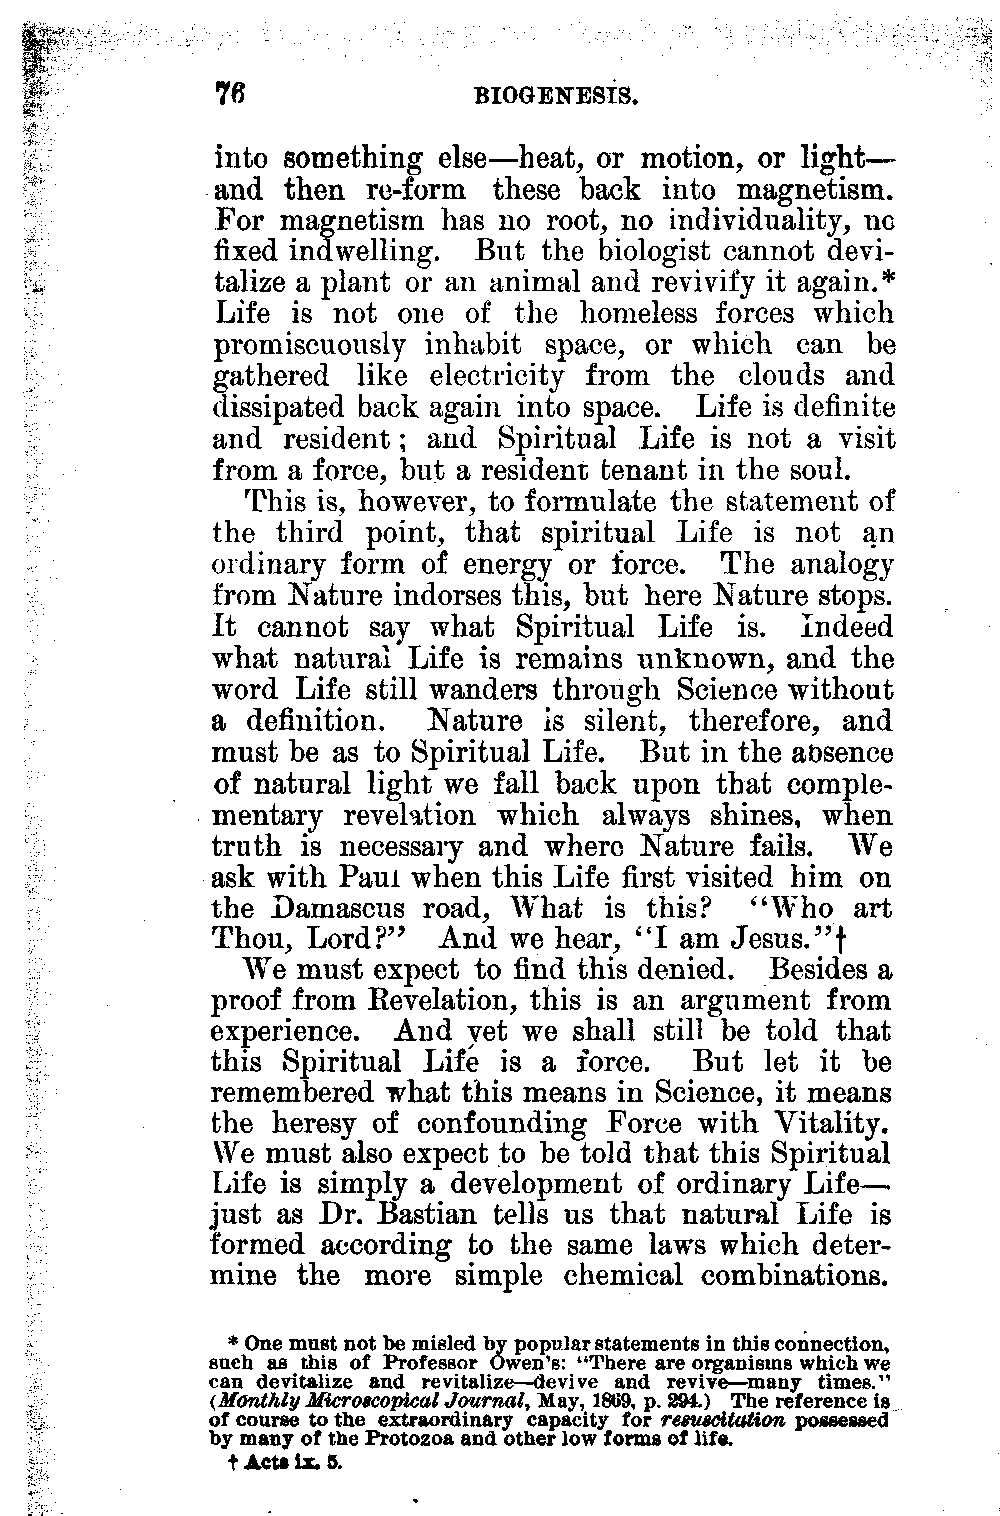 76 BIOGENESIS.
into something else—heat, or motion, or light—
and then re-form these back into magnetism.
For magnetism has no root, no individuality, no
fixed indwelling. But the biologist cannot devi-
talize a plant or an animal and revivify it again.*
Life is not one of the homeless forces which
promiscuously inhabit space, or which can be
gathered like electricity from the clouds and
dissipated back again into space. Life is definite
and resident; and Spiritual Life is not a visit
from a force, but a resident tenant in the soul.
This is, however, to formulate the statement of
the third point, that spiritual Life is not an
ordinary form of energy or force. The analogy
from Nature indorses this, but here Nature stops.
It cannot say what Spiritual Life is. Indeed
what natural Life is remains unknown, and the
word Life still wanders through Science without
a definition. Nature is silent, therefore, and
must be as to Spiritual Life. But in the absence
of natural light we fall back upon that comple-
mentary revelation which always shines, when
truth is necessary and where Nature fails. We
ask with Paul when this Life first visited him on
the Damascus road, What is this? "Who art
Thou, Lord?" And we hear, "I am Jesus."†
We must expect to find this denied. Besides a
proof from Revelation, this is an argument from
experience. And yet we shall still be told that
this Spiritual Life is a force. But let it be
remembered what this means in Science, it means
the heresy of confounding Force with Vitality.
We must also expect to be told that this Spiritual
Life is simply a development of ordinary Life—
just as Dr. Bastian tells us that natural Life is
formed according to the same laws which deter-
mine the more simple chemical combinations.
* One must not be misled by popular statements in this connection,
such as this of Professor Owen's: "There are organisms which we
can devitalize and revitalize—devive and revive—many times."
(Monthly Microscopical Journal, May, 1869, p. 294.) The reference is
of course to the extraordinary capacity for resuscitation possessed
by many of the Protozoa and other low forms of life.
† Acts ix. 5.